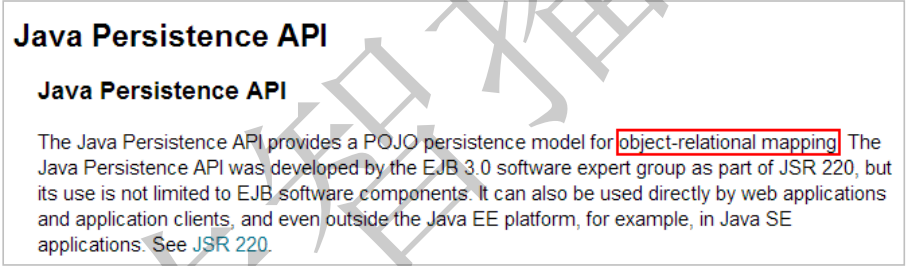 Java Persistence API
Java Persistence API
The Java Persistence API provides a POJO persistence model for object-relational mapping. The
Java Persistence API was developed by the EJB 3.0 software expert group as part of JSR 220, but
its use is not limited to EJB software components. It can also be used directly by web applications
and application clients, and even outside the Java EE platform, for example, in Java SE
applications. See JSR 220.